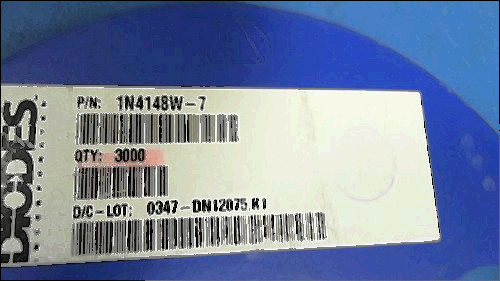 DIODES
P/N: 1N4148W-7
QTY: 3000
D/C-LOT: 0347-DN12075.K1